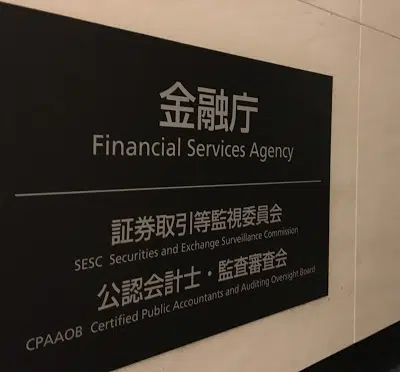 金融庁
Financial Services Agency
証券取引等監視委員会
SESC Securities and Exchange Surveillance Commission
公認会計士・監査審査会
CPAAOB Certified Public Accountants and Auditing Oversight Board